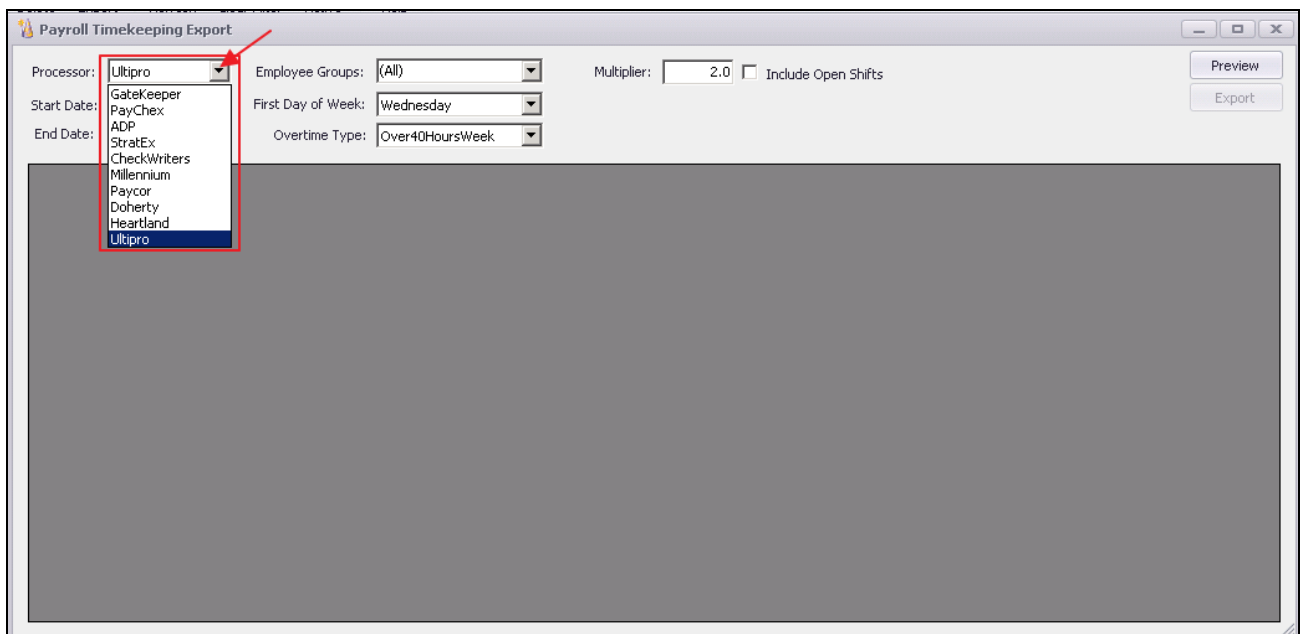 Payroll Timekeeping Export
Processor: Ultipro Employee Groups: (All) Multiplier: 2.0 Include Open Shifts Preview
Start Date: First Day of Week: Wednesday Export
End Date: Overtime Type: Over40HoursWeek
GateKeeper
PayChex
ADP
StratEx
CheckWriters
Millennium
Paycor
Doherty
Heartland
Ultipro